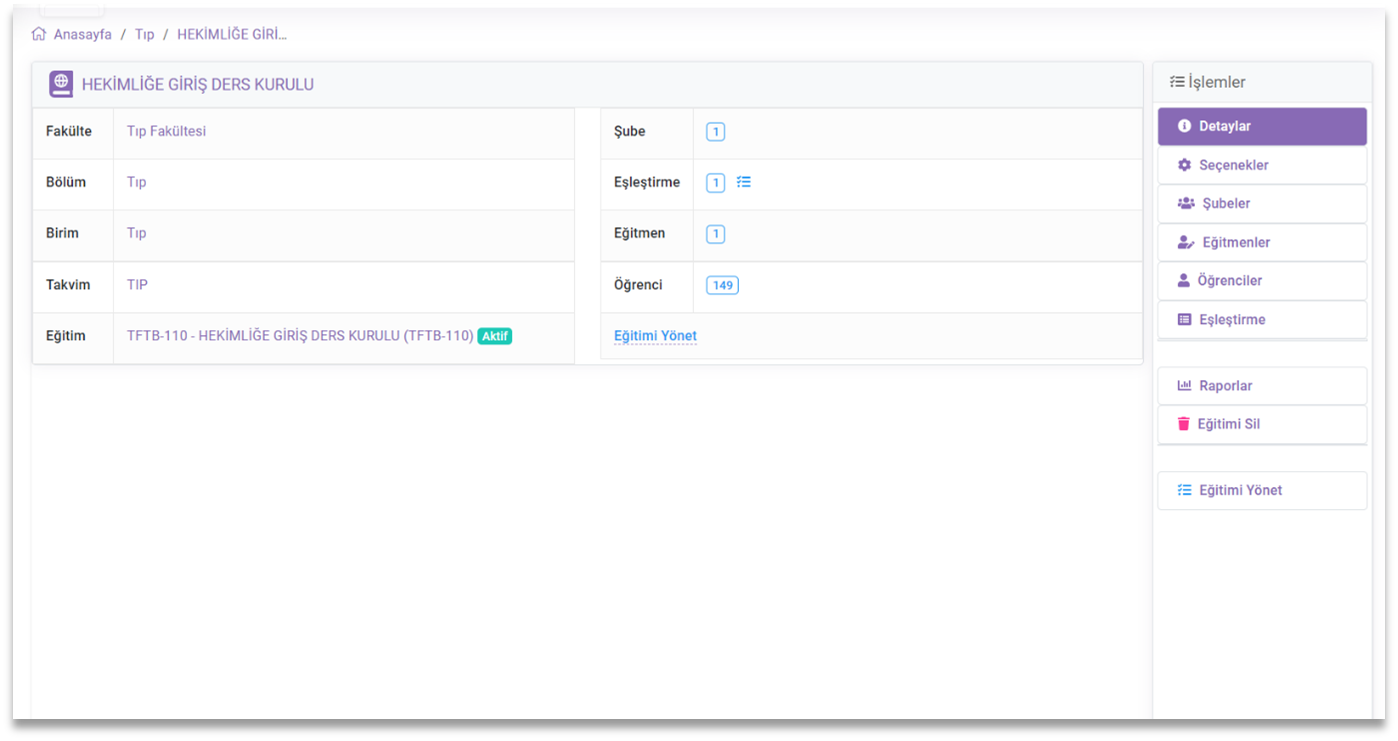 Anasayfa / Tıp / HEKİMLİĞE GİRİ...
HEKİMLİĞE GİRİŞ DERS KURULU
Fakülte Tıp Fakültesi
Bölüm Tıp
Birim Tıp
Takvim TIP
Eğitim TFTB-110 - HEKİMLİĞE GİRİŞ DERS KURULU (TFTB-110) Aktif
Şube 1
Eşleştirme 1
Eğitmen 1
Öğrenci 149
Eğitimi Yönet
İşlemler
Detaylar
Seçenekler
Şubeler
Eğitmenler
Öğrenciler
Eşleştirme
Raporlar
Eğitimi Sil
Eğitimi Yönet